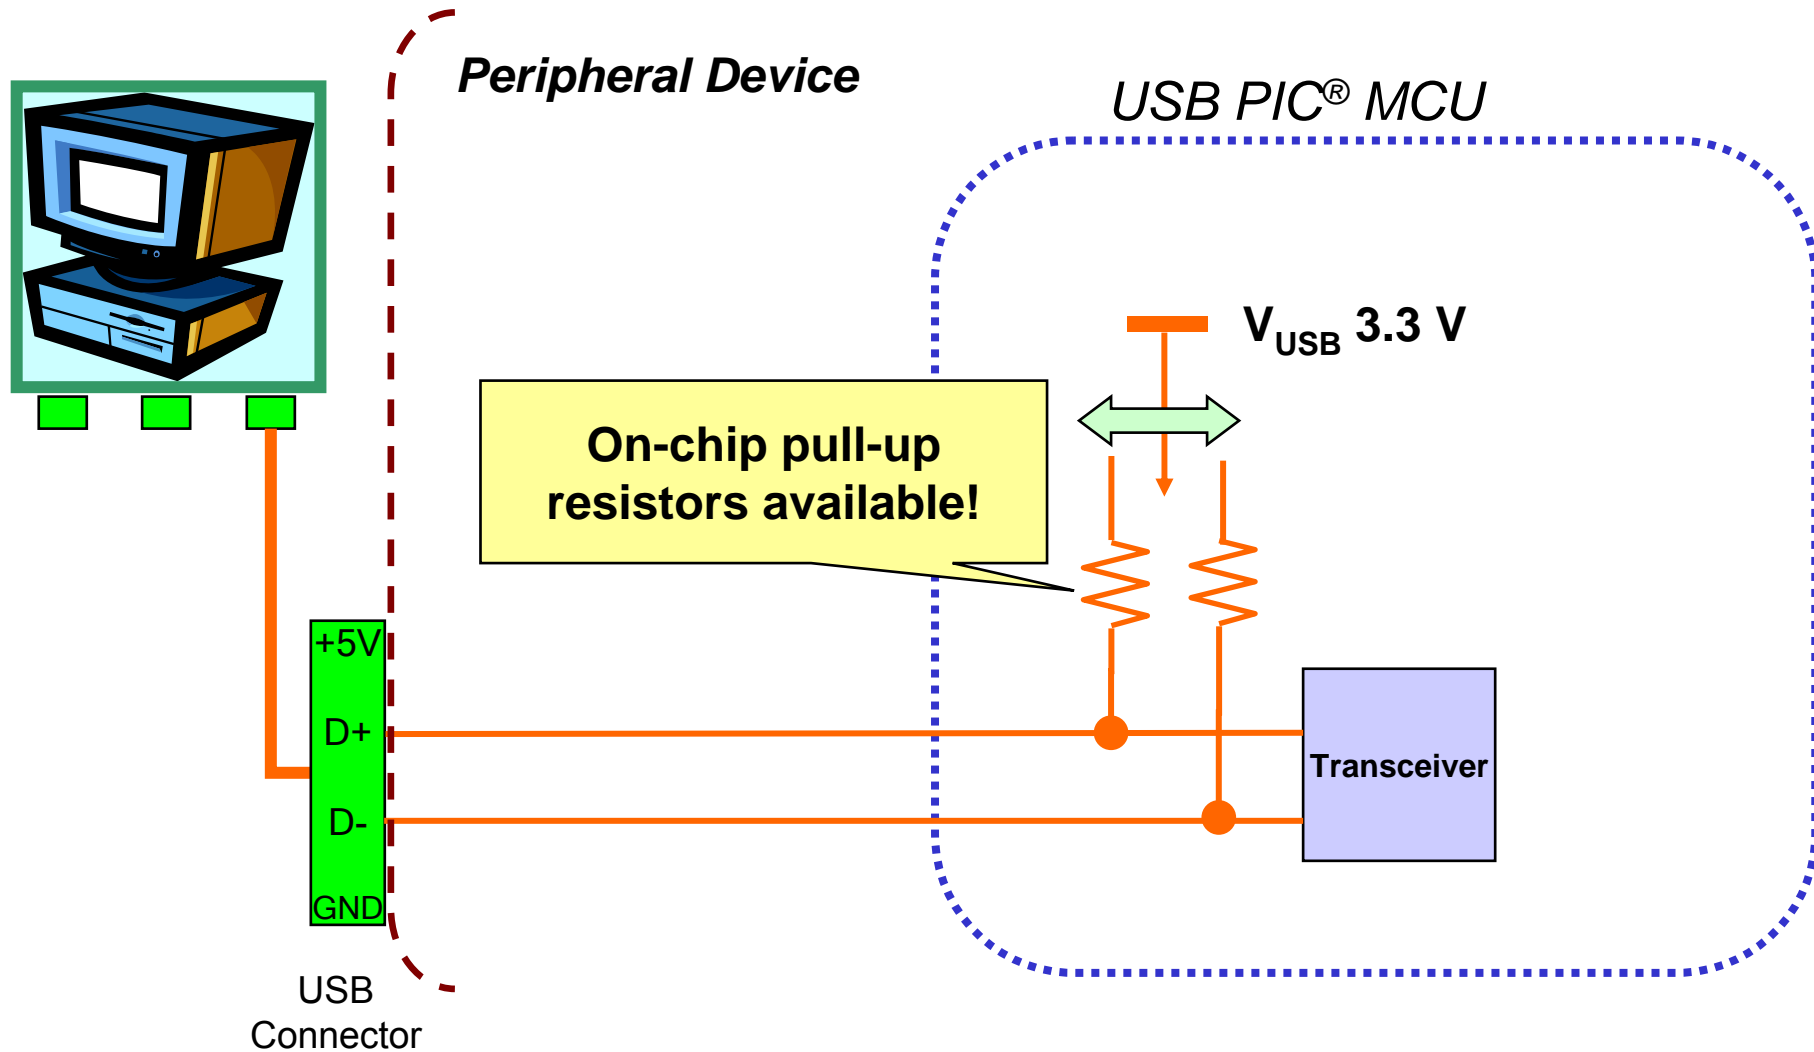 Peripheral Device
USB PIC® MCU
VUSB 3.3 V
On-chip pull-up
resistors available!
+5V
D+
Transceiver
D-
GND
USB
Connector